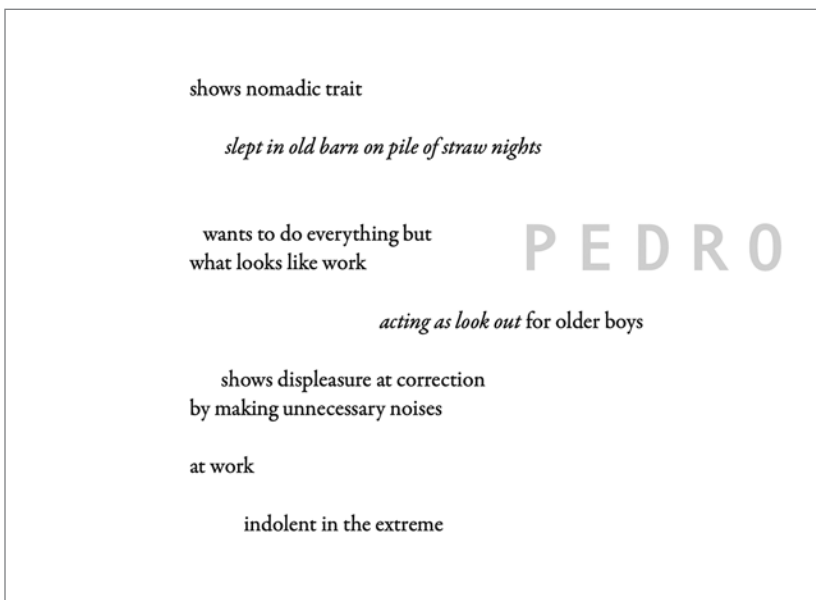 shows nomadic trait
slept in old barn on pile of straw nights
wants to do everything but
what looks like work
PEDRO
acting as look out for older boys
shows displeasure at correction
by making unnecessary noises
at work
indolent in the extreme